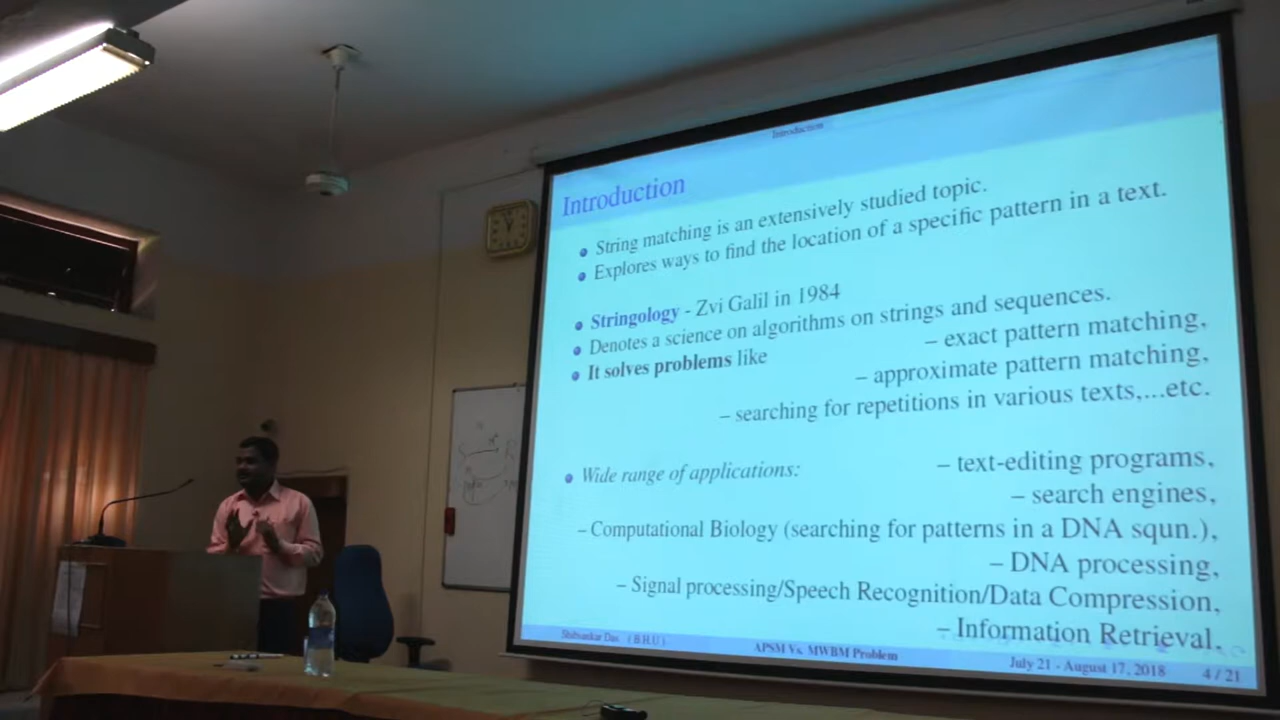 Introduction
Introduction
String matching is an extensively studied topic.
Explores ways to find the location of a specific pattern in a text.
Stringology - Zvi Galil in 1984
Denotes a science on algorithms on strings and sequences.
It solves problems like – exact pattern matching,
– approximate pattern matching,
– searching for repetitions in various texts,...etc.
Wide range of applications: – text-editing programs,
– search engines,
– Computational Biology (searching for patterns in a DNA squn.),
– DNA processing,
– Signal processing/Speech Recognition/Data Compression,
– Information Retrieval,
Das ( B.H.U ) APSM Vs. MWBM Problem July 21 - August 17, 2018 4 / 21